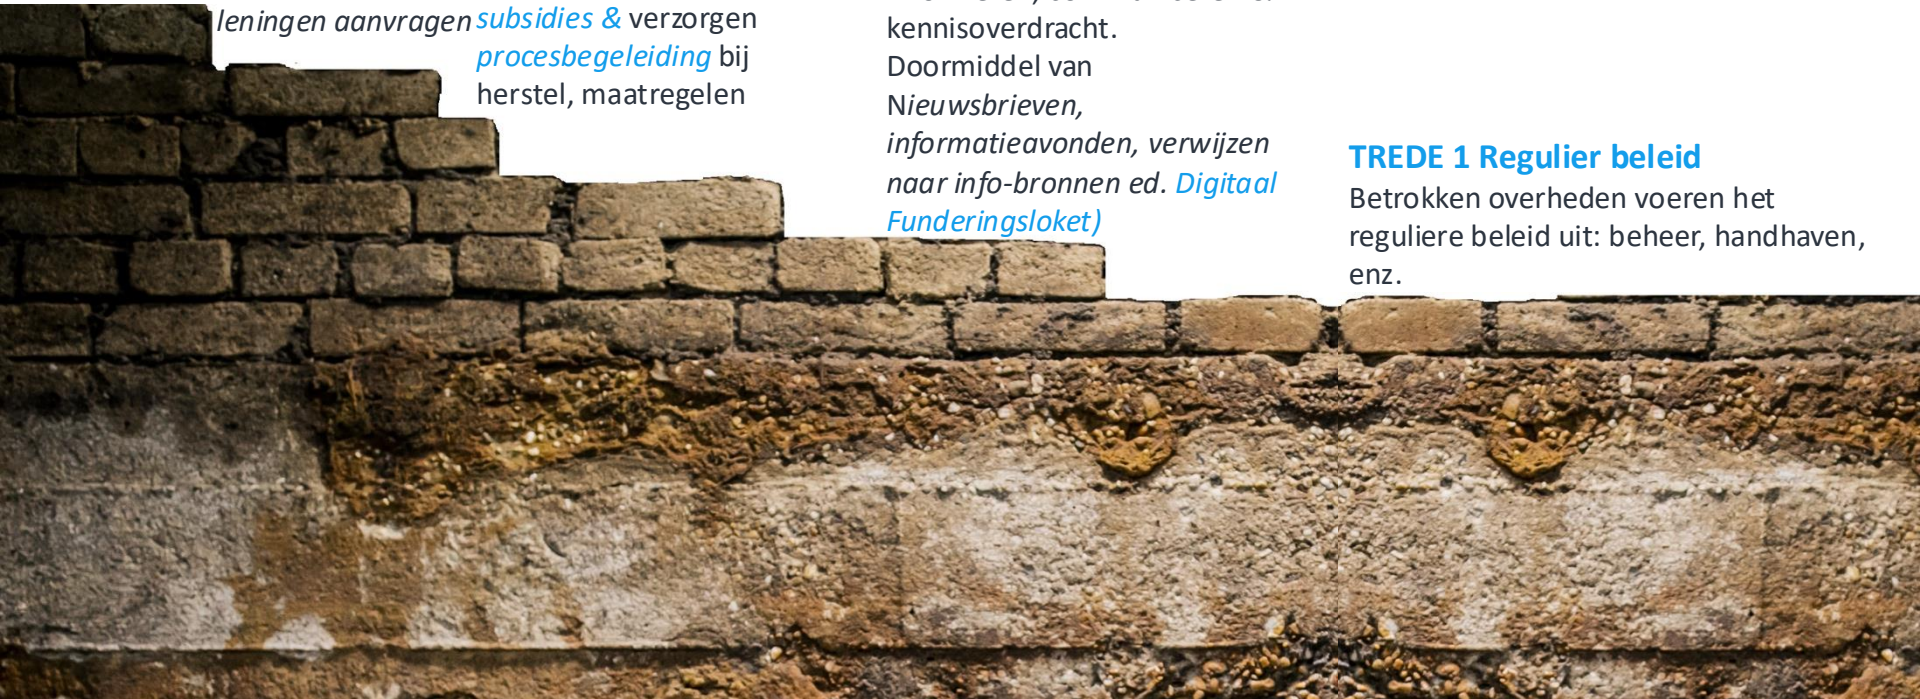 leningen aanvragen
subsidies & verzorgen
procesbegeleiding bij
herstel, maatregelen
kennisoverdracht.
Doormiddel van
Nieuwsbrieven,
informatieavonden, verwijzen
naar info-bronnen ed. Digitaal
Funderingsloket)
TREDE 1 Regulier beleid
Betrokken overheden voeren het
reguliere beleid uit: beheer, handhaven,
enz.